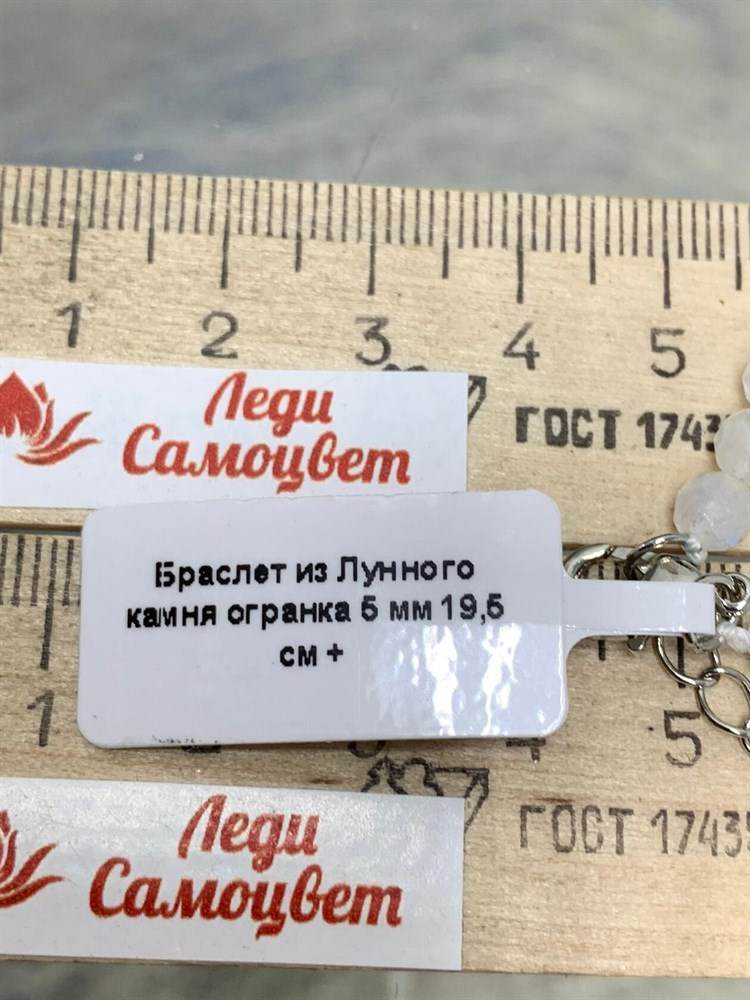 1 2 3 4 5
Леди
Самоцвет
ГОСТ 1743
Браслет из Лунного
камня огранка 5 мм 19,5
см +
1 5
ГОСТ 1743
Леди
Самоцвет